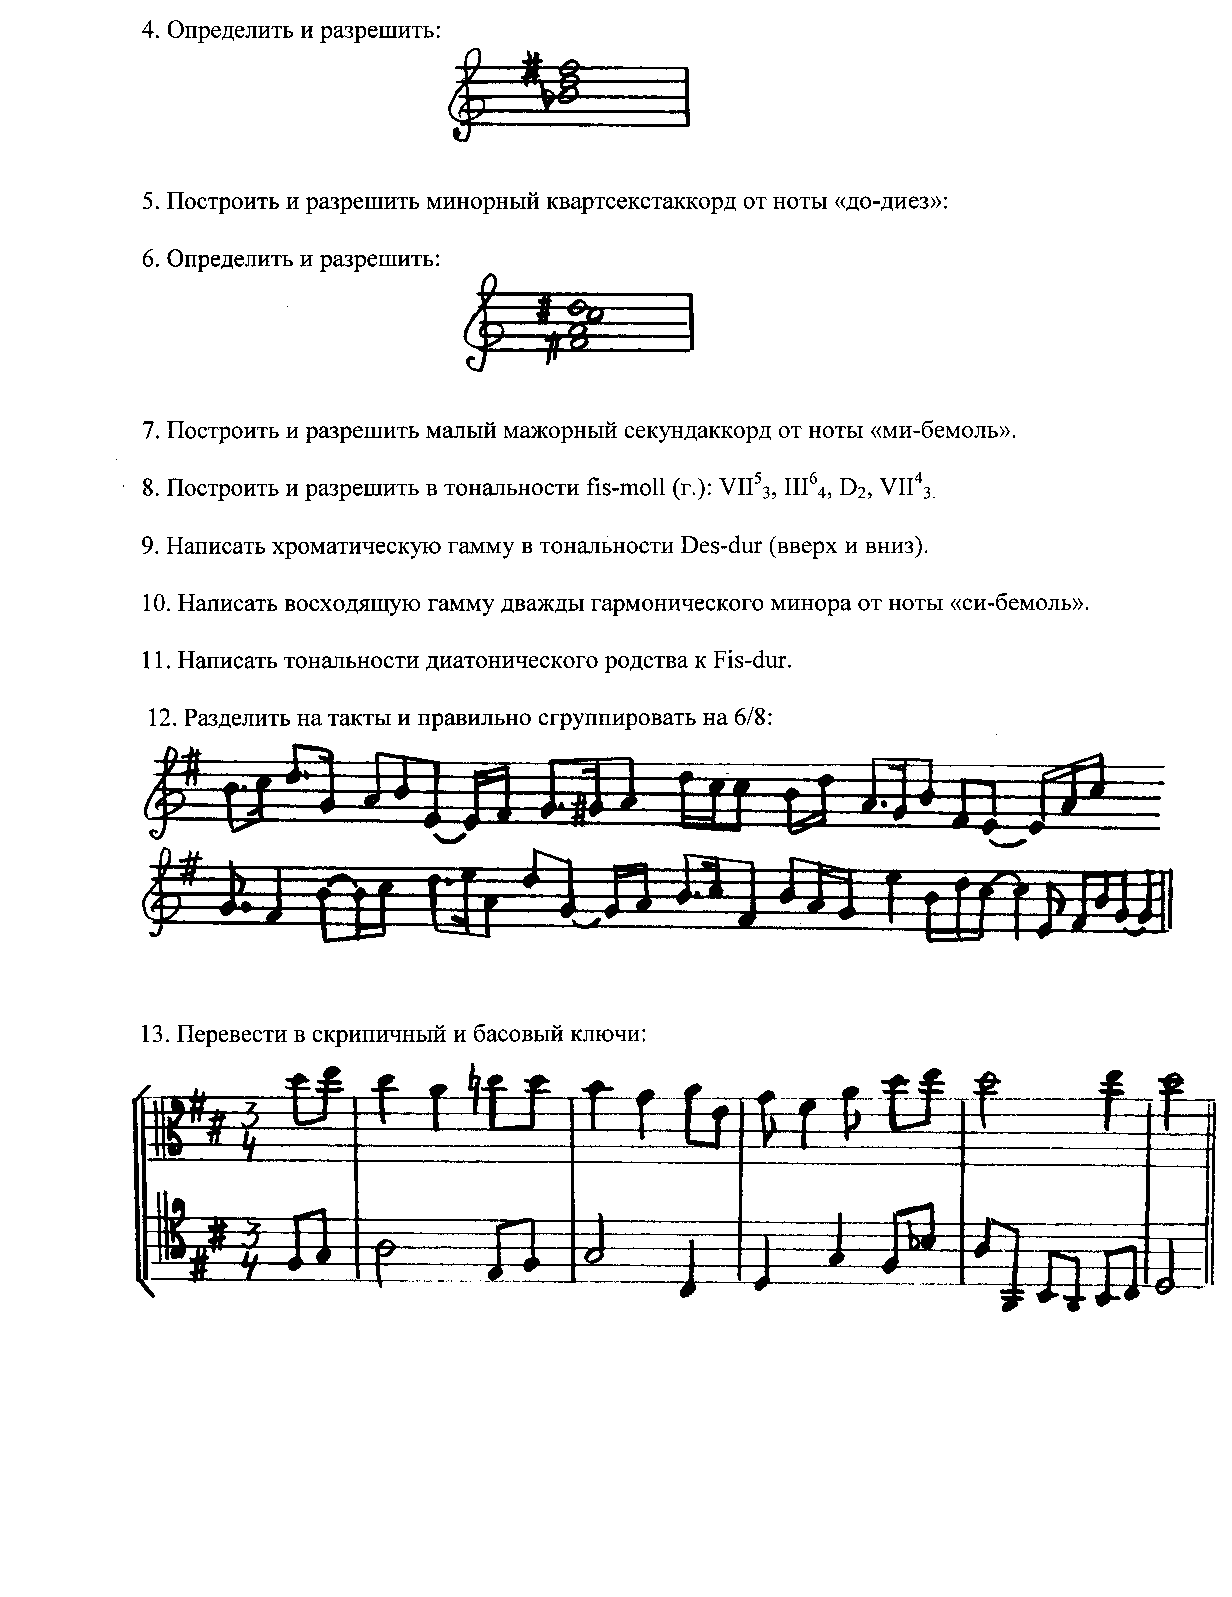 4. Определить и разрешить:
5. Построить и разрешить минорный квартсекстаккорд от ноты «до-диез»:
6. Определить и разрешить:
7. Построить и разрешить малый мажорный секундаккорд от ноты «ми-бемоль».
8. Построить и разрешить в тональности fis-moll (г.): VII⁵₃, III⁶₄, D₂, VII⁴₃.
9. Написать хроматическую гамму в тональности Des-dur (вверх и вниз).
10. Написать восходящую гамму дважды гармонического минора от ноты «си-бемоль».
11. Написать тональности диатонического родства к Fis-dur.
12. Разделить на такты и правильно сгруппировать на 6/8:
13. Перевести в скрипичный и басовый ключи:
3
4
3
4